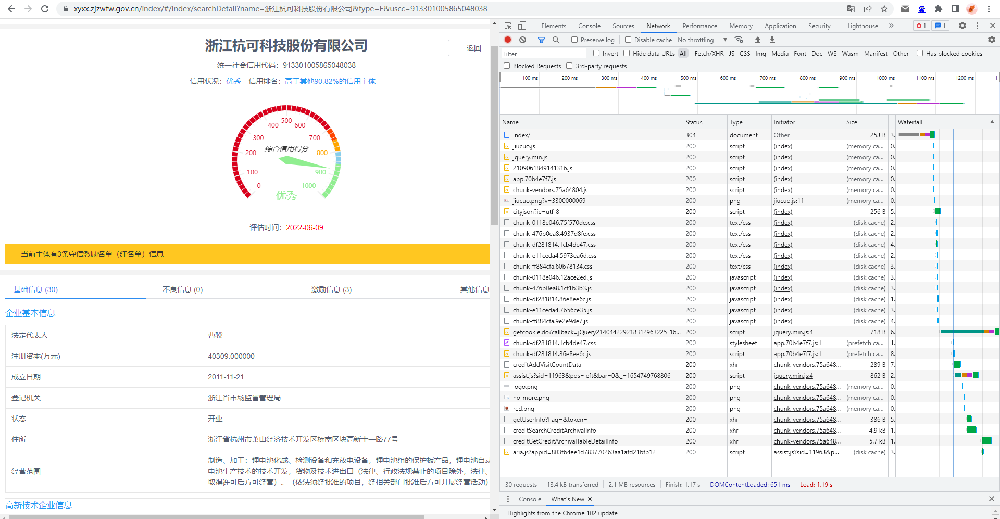 xyxx.zjzwfw.gov.cn/index/#/index/searchDetail?name=浙江杭可科技股份有限公司&type=E&uscc=913301005865048038
浙江杭可科技股份有限公司
返回
统一社会信用代码：913301005865048038
信用状况：优秀 信用排名：高于其他90.82%的信用主体
500
400 600
300 700
综合信用得分
200 800
100 900
0 1000
优秀
评估时间：2022-06-09
当前主体有3条守信激励名单（红名单）信息
基础信息 (30) 不良信息 (0) 激励信息 (3) 其他信息
企业基本信息
法定代表人 曹骥
注册资本(万元) 40309.000000
成立日期 2011-11-21
登记机关 浙江省市场监督管理局
状态 开业
住所 浙江省杭州市萧山经济技术开发区桥南区块高新十一路77号
经营范围
制造、加工：锂电池化成、检测设备和充放电设备，锂电池组的保护板产品，锂电池自动
电池生产技术的技术开发，货物及技术进出口（法律、行政法规禁止的项目除外，法律、
取得许可后方可经营）。（依法须经批准的项目，经相关部门批准后方可开展经营活动）
高新技术企业信息
Elements Console Sources Network Performance Memory Application Security Lighthouse » 1 1
Preserve log Disable cache No throttling
Filter Invert Hide data URLs All Fetch/XHR JS CSS Img Media Font Doc WS Wasm Manifest Other Has blocked cookies
Blocked Requests 3rd-party requests
100 ms 200 ms 300 ms 400 ms 500 ms 600 ms 700 ms 800 ms 900 ms 1000 ms 1100 ms 1200 ms
Name Status Type Initiator Size Waterfall
index/ 304 document Other 253 B 3.
jiucuo.js 200 script (index) (memory ca... 0.
jquery.min.js 200 script (index) (memory ca... 0.
2109061849141316.js 200 script (index) (memory ca... 0.
app.70b4e7f7.js 200 script (index) (memory ca... 0.
chunk-vendors.75a64804.js 200 script (index) (memory ca... 0.
jiucuo.png?v=3300000069 200 png jiucuo.js:11 (memory ca... 0.
cityjson?ie=utf-8 200 script (index) 256 B 5.
chunk-0118e046.75f570de.css 200 text/css (index) (disk cache) 2.
chunk-476b0ea8.4937d8fe.css 200 text/css (index) (disk cache) 2.
chunk-df281814.1cb4de47.css 200 text/css (index) (disk cache) 4.
chunk-e11ceda4.5973ea6d.css 200 text/css (index) (disk cache) 2.
chunk-ff884cfa.60b78134.css 200 text/css (index) (disk cache) 3.
chunk-0118e046.12ace2ed.js 200 javascript (index) (disk cache) 3.
chunk-476b0ea8.1cf1b3b3.js 200 javascript (index) (disk cache) 3.
chunk-df281814.86e8ee6c.js 200 javascript (index) (disk cache) 1.
chunk-e11ceda4.7b56ce35.js 200 javascript (index) (disk cache) 3.
chunk-ff884cfa.9e2e9de7.js 200 javascript (index) (disk cache) 4.
getcookie.do?callback=jQuery214044229218312963225_16... 200 script jquery.min.js:4 718 B 6.
chunk-df281814.1cb4de47.css 200 stylesheet app.70b4e7f7.js:1 (prefetch ca... 1.
chunk-df281814.86e8ee6c.js 200 script app.70b4e7f7.js:1 (prefetch ca... 8.
creditAddVisitCountData 200 xhr chunk-vendors.75a648... 289 B 7.
assist.js?sid=11963&pos=left&bar=0&_=1654749768806 200 script jquery.min.js:4 862 B 2.
logo.png 200 png chunk-vendors.75a648... (memory ca... 0.
no-more.png 200 png chunk-vendors.75a648... (memory ca... 0.
red.png 200 png chunk-vendors.75a648... (memory ca... 0.
getUserInfo?flag=&token= 200 xhr chunk-vendors.75a648... 386 B 5.
creditSearchCreditArchivalInfo 200 xhr chunk-vendors.75a648... 4.9 kB 1.
creditGetCreditArchivalTableDetailInfo 200 xhr chunk-vendors.75a648... 5.7 kB 1.
aria.js?appid=803fb4ee1d783770263aa1afd21bfb12 200 script assist.js?sid=11963&p... (disk cache) 3.
30 requests 13.4 kB transferred 2.1 MB resources Finish: 1.17 s DOMContentLoaded: 651 ms Load: 1.19 s
Console What's New
Highlights from the Chrome 102 update